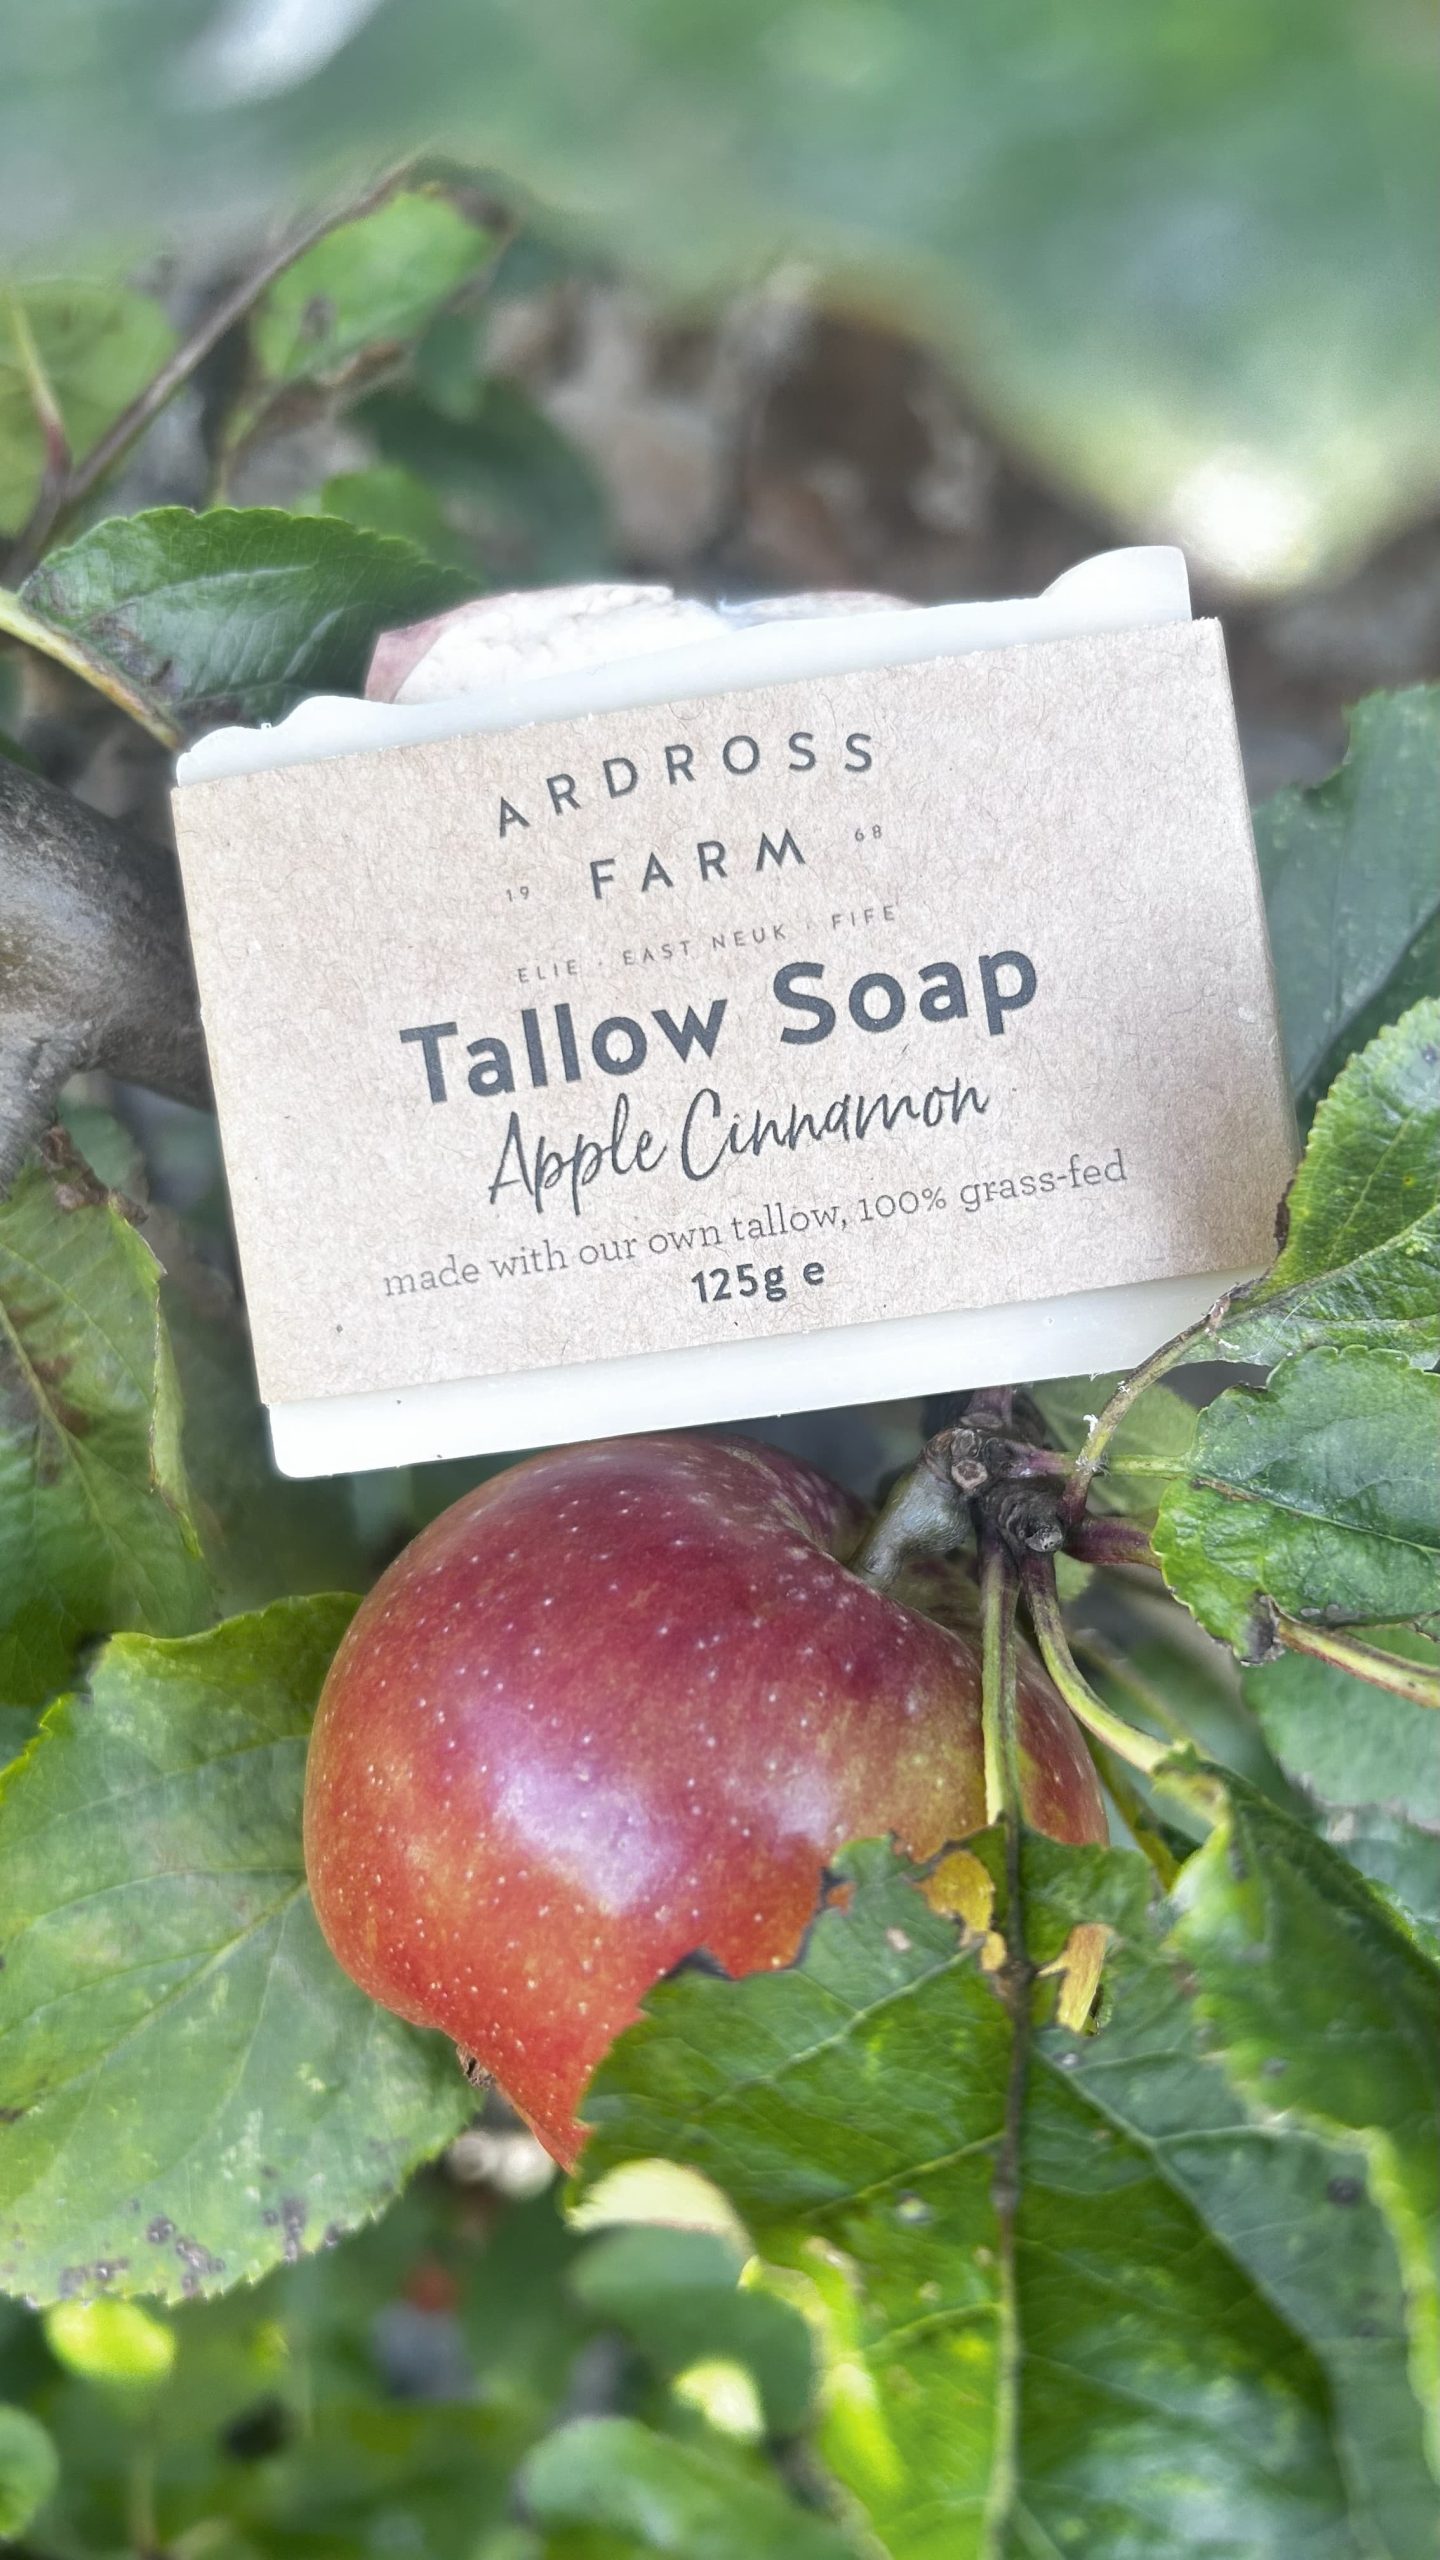 ARDROSS
19 FARM 68
ELIE · EAST NEUK · FIFE
Tallow Soap
Apple Cinnamon
made with our own tallow, 100% grass-fed
125g e